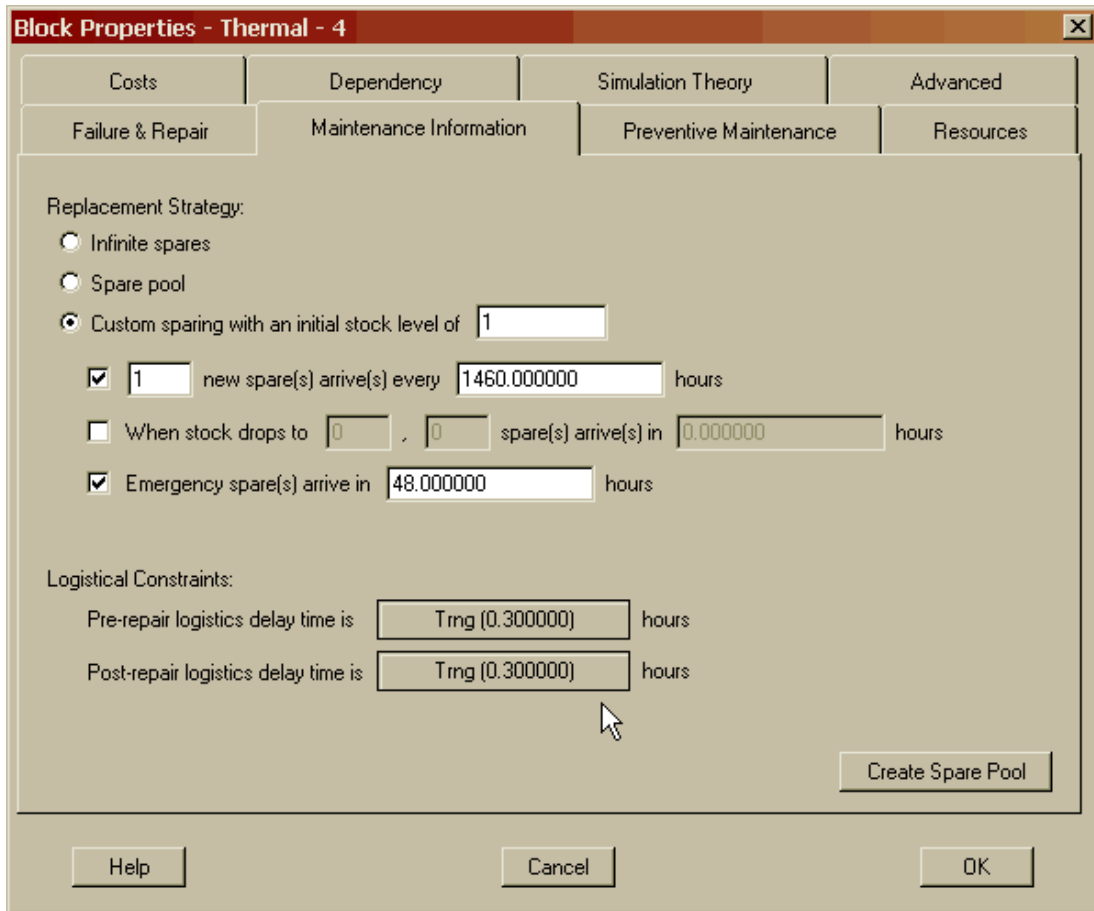 Block Properties - Thermal - 4
Costs Dependency Simulation Theory Advanced
Failure & Repair Maintenance Information Preventive Maintenance Resources
Replacement Strategy:
Infinite spares
Spare pool
Custom sparing with an initial stock level of 1
1 new spare(s) arrive(s) every 1460.000000 hours
When stock drops to 0 , 0 spare(s) arrive(s) in 0.000000 hours
Emergency spare(s) arrive in 48.000000 hours
Logistical Constraints:
Pre-repair logistics delay time is Trng (0.300000) hours
Post-repair logistics delay time is Trng (0.300000) hours
Create Spare Pool
Help Cancel OK